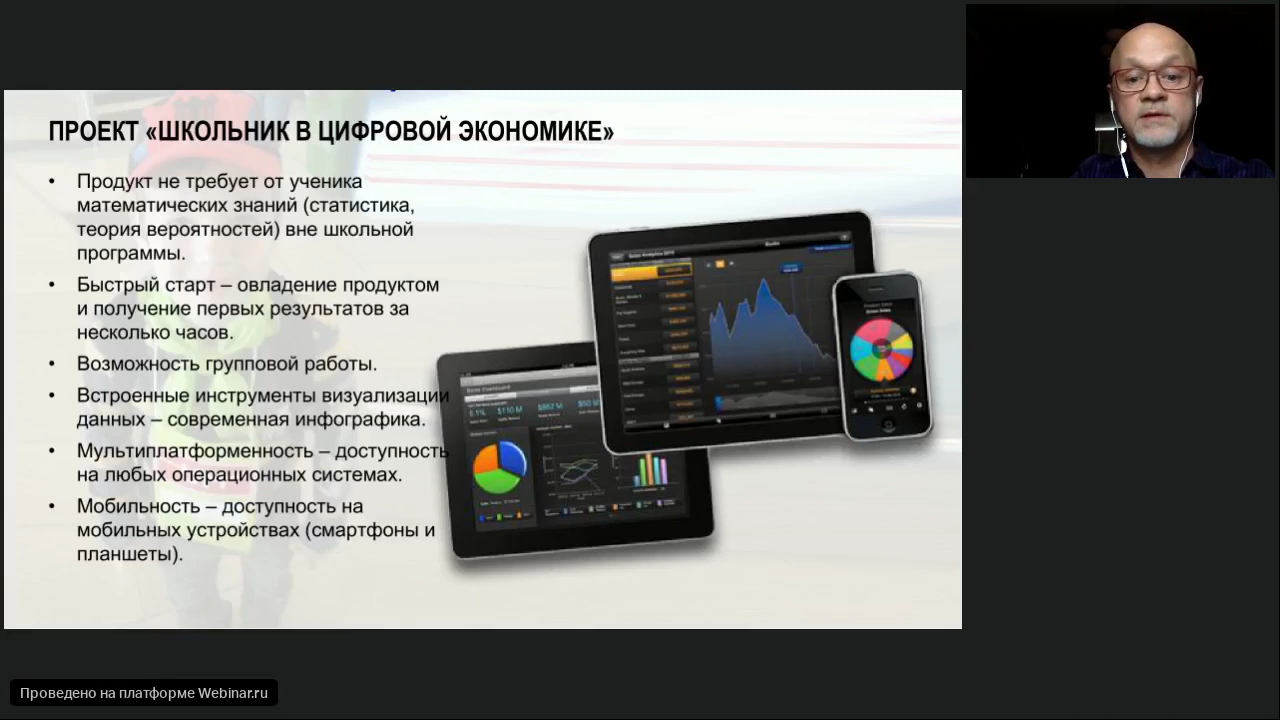 ПРОЕКТ «ШКОЛЬНИК В ЦИФРОВОЙ ЭКОНОМИКЕ»
• Продукт не требует от ученика
математических знаний (статистика,
теория вероятностей) вне школьной
программы.
• Быстрый старт – овладение продуктом
и получение первых результатов за
несколько часов.
• Возможность групповой работы.
• Встроенные инструменты визуализации
данных – современная инфографика.
• Мультиплатформенность – доступность
на любых операционных системах.
• Мобильность – доступность на
мобильных устройствах (смартфоны и
планшеты).
Проведено на платформе Webinar.ru